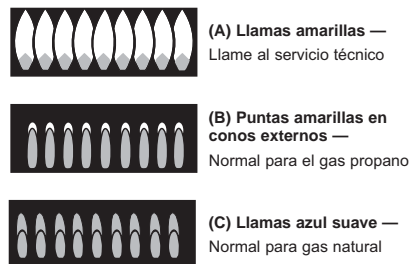 (A) Llamas amarillas —
Llame al servicio técnico
(B) Puntas amarillas en
conos externos —
Normal para el gas propano
(C) Llamas azul suave —
Normal para gas natural